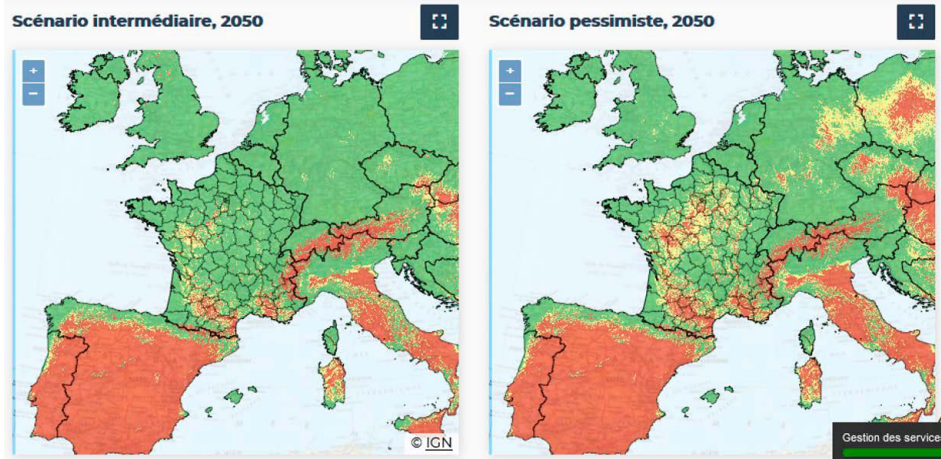 Scénario intermédiaire, 2050
Scénario pessimiste, 2050
+
−
+
−
© IGN
Gestion des services